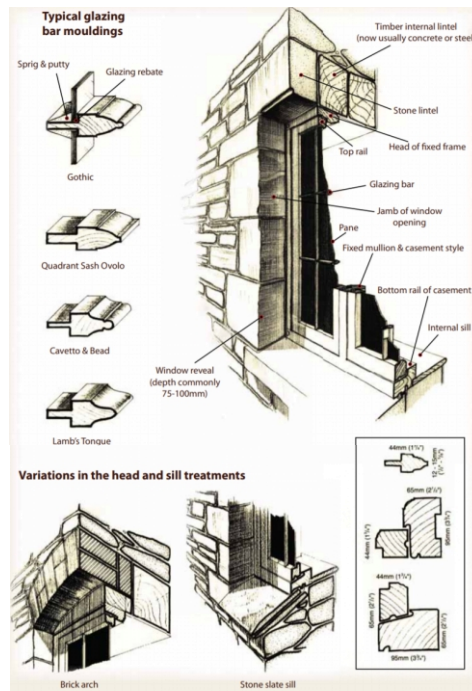 Typical glazing
bar mouldings
Sprig & putty
Glazing rebate
Gothic
Quadrant Sash Ovolo
Cavetto & Bead
Lamb's Tongue
Timber internal lintel
(now usually concrete or steel
Stone lintel
Head of fixed frame
Top rail
Glazing bar
Jamb of window
opening
Pane
Fixed mullion & casement style
Bottom rail of casement
Internal sill
Window reveal
(depth commonly
75-100mm)
Variations in the head and sill treatments
Brick arch
Stone slate sill
44mm (1¾")
12 - 15mm
65mm (2½")
44mm (1¾")
95mm (3¾")
44mm (1¾")
65mm (2½")
65mm (2½")
95mm (3¾")